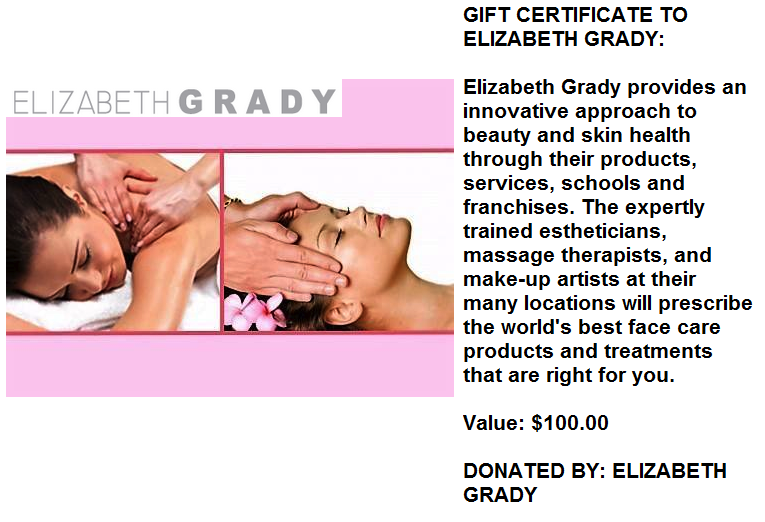 ELIZABETH GRADY
GIFT CERTIFICATE TO
ELIZABETH GRADY:
Elizabeth Grady provides an
innovative approach to
beauty and skin health
through their products,
services, schools and
franchises. The expertly
trained estheticians,
massage therapists, and
make-up artists at their
many locations will prescribe
the world's best face care
products and treatments
that are right for you.
Value: $100.00
DONATED BY: ELIZABETH
GRADY